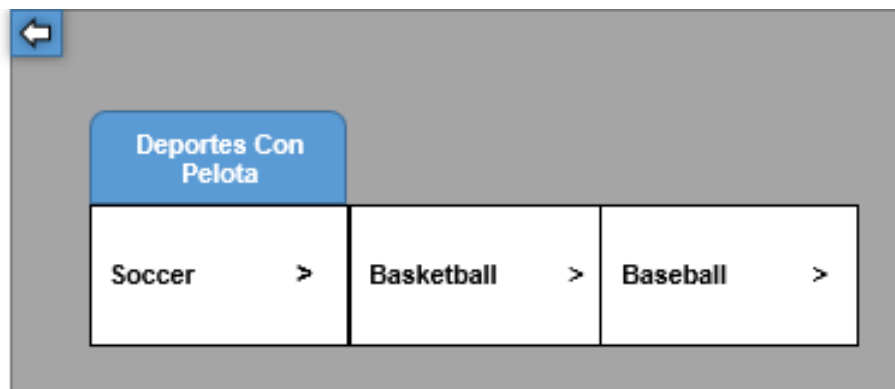 Deportes Con
Pelota
Soccer >
Basketball >
Baseball >